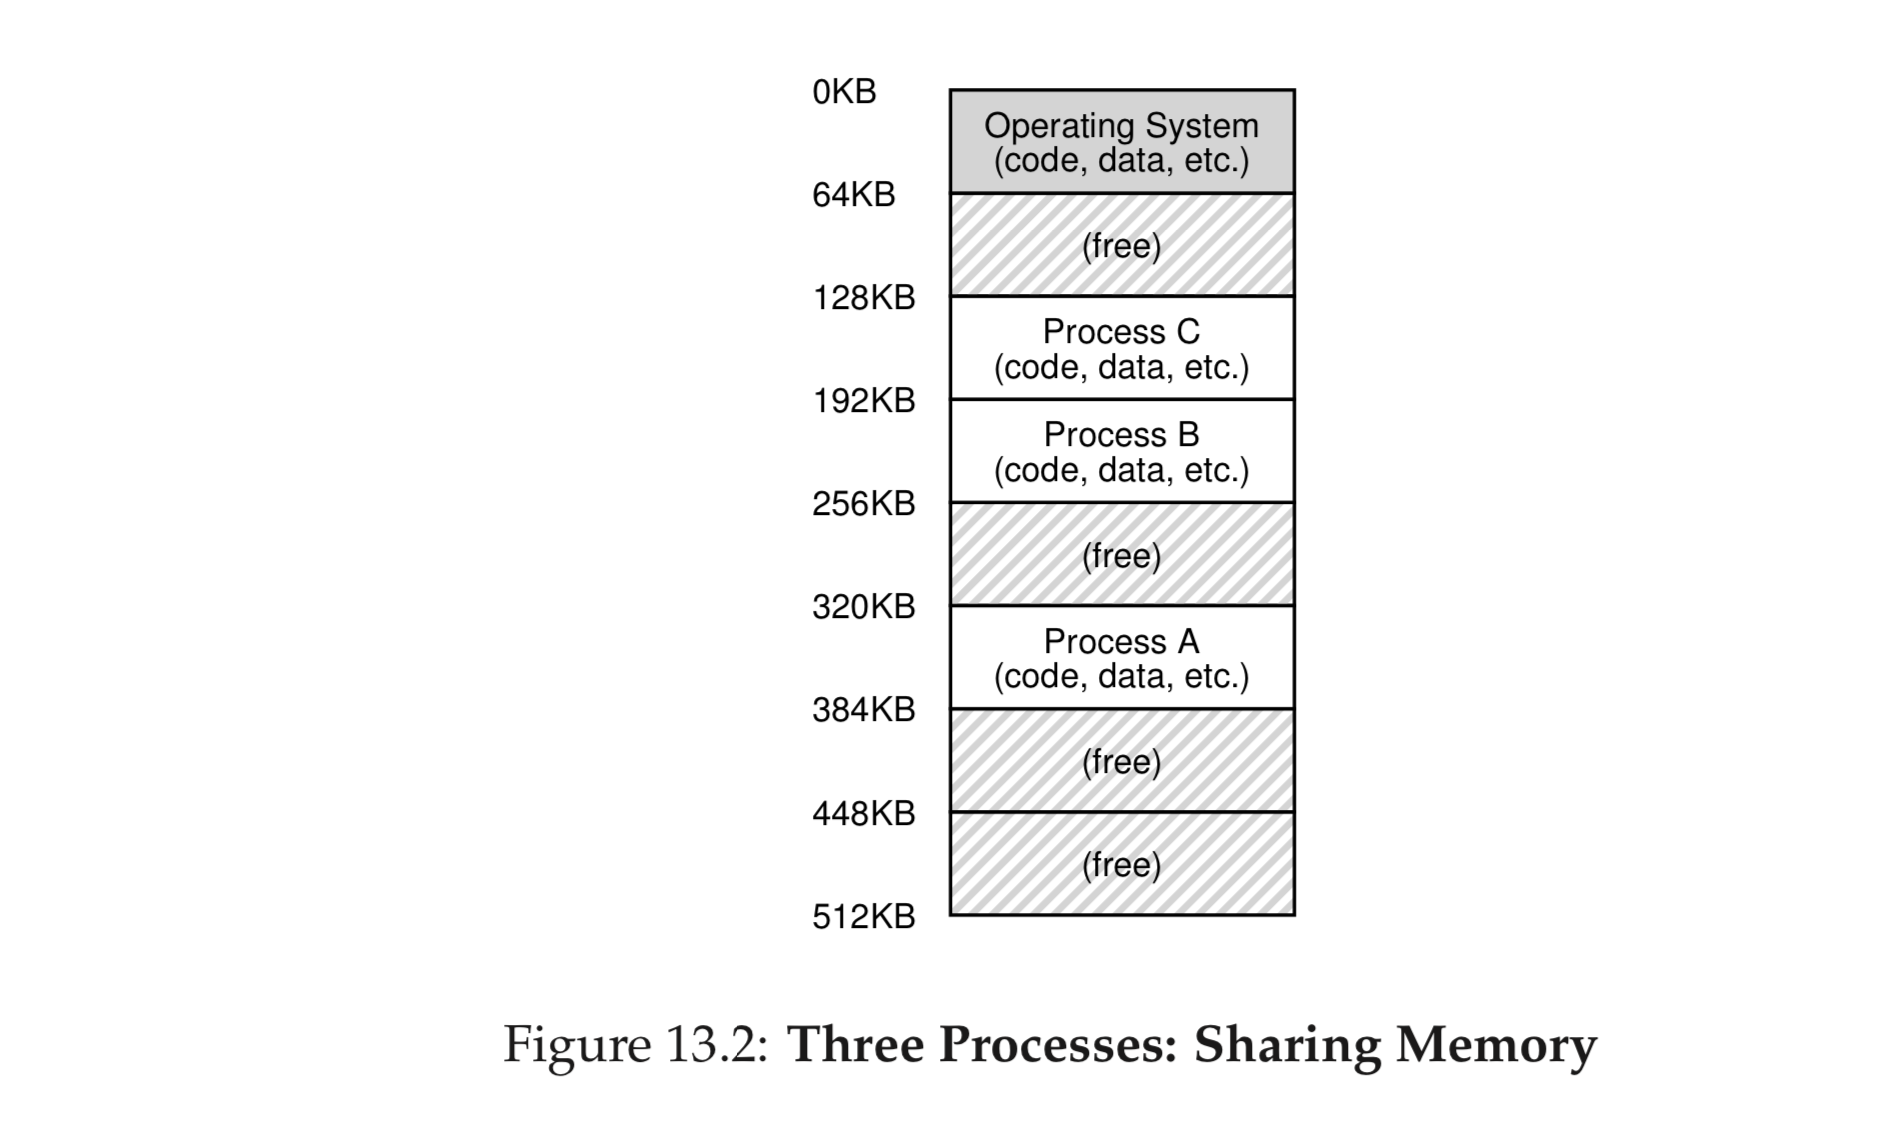 0KB
Operating System
(code, data, etc.)
64KB
(free)
128KB
Process C
(code, data, etc.)
192KB
Process B
(code, data, etc.)
256KB
(free)
320KB
Process A
(code, data, etc.)
384KB
(free)
448KB
(free)
512KB
Figure 13.2: Three Processes: Sharing Memory